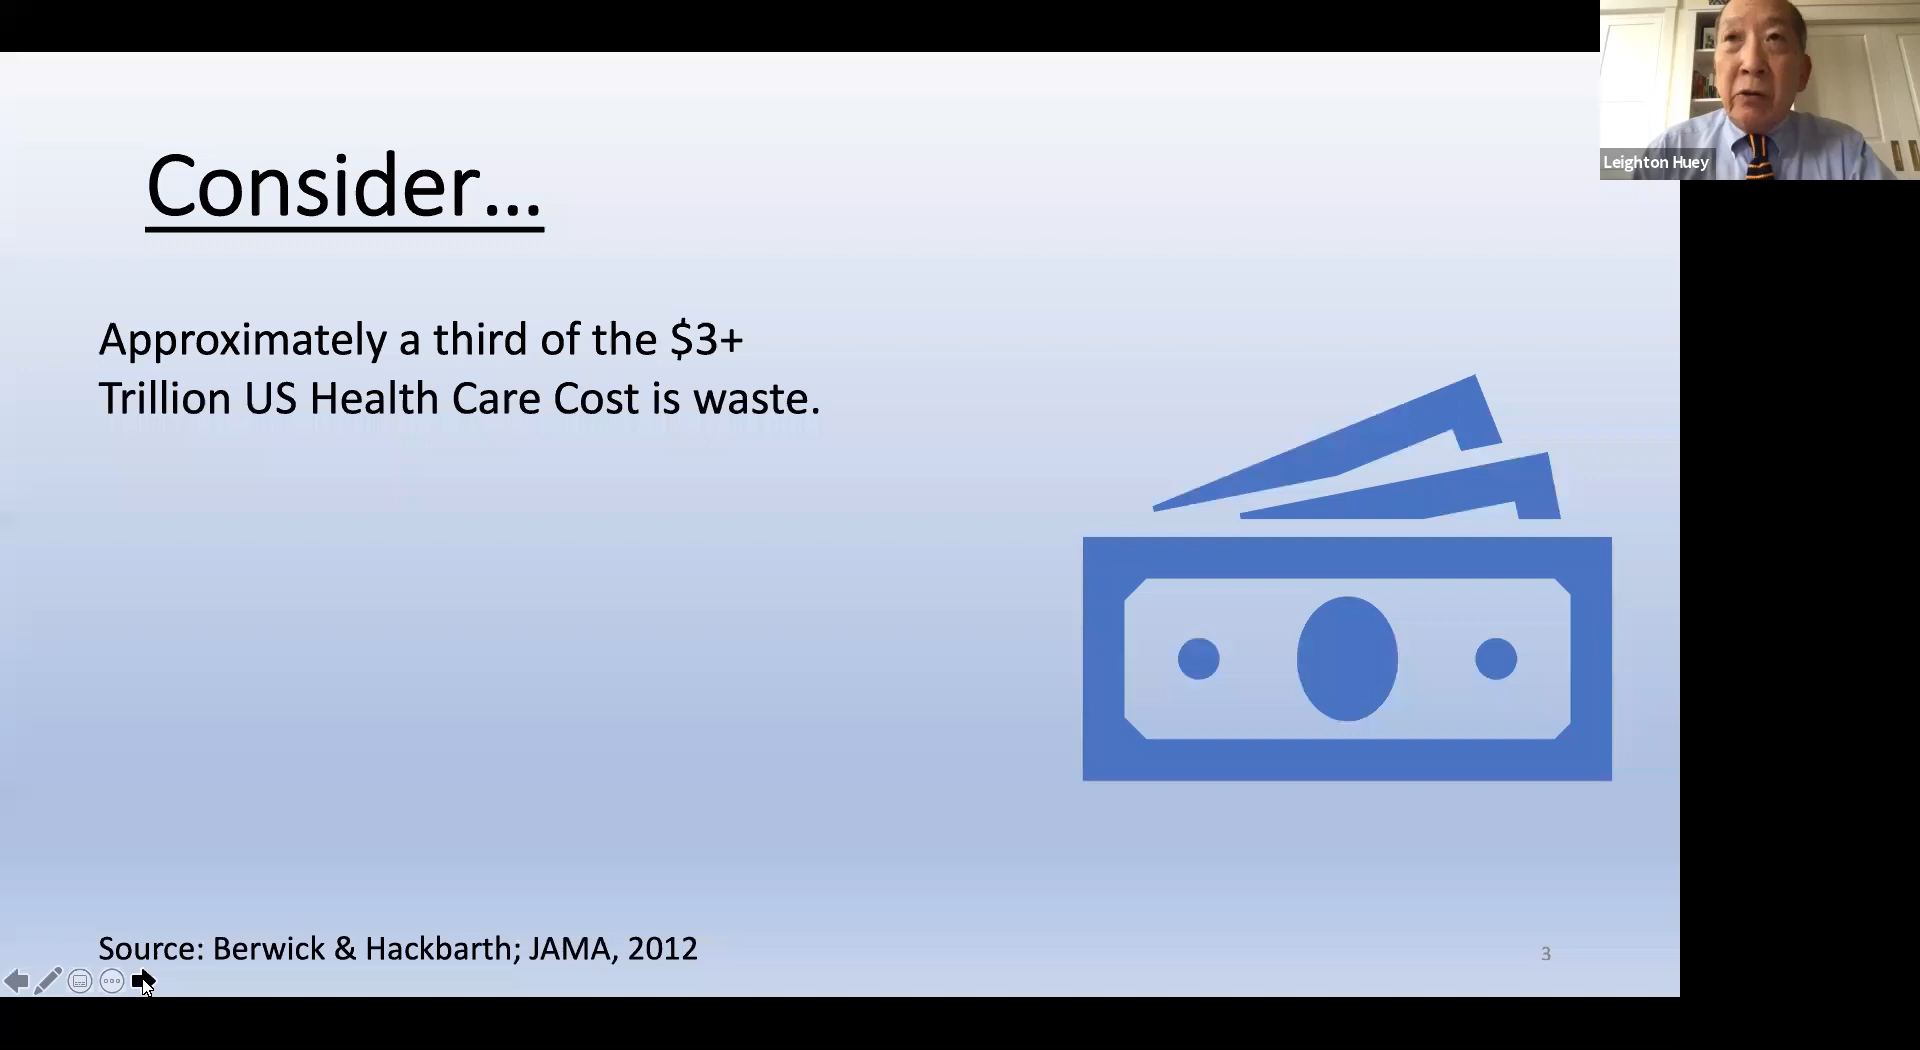 Consider...
Approximately a third of the $3+
Trillion US Health Care Cost is waste.
Source: Berwick & Hackbarth; JAMA, 2012
3
Leighton Huey